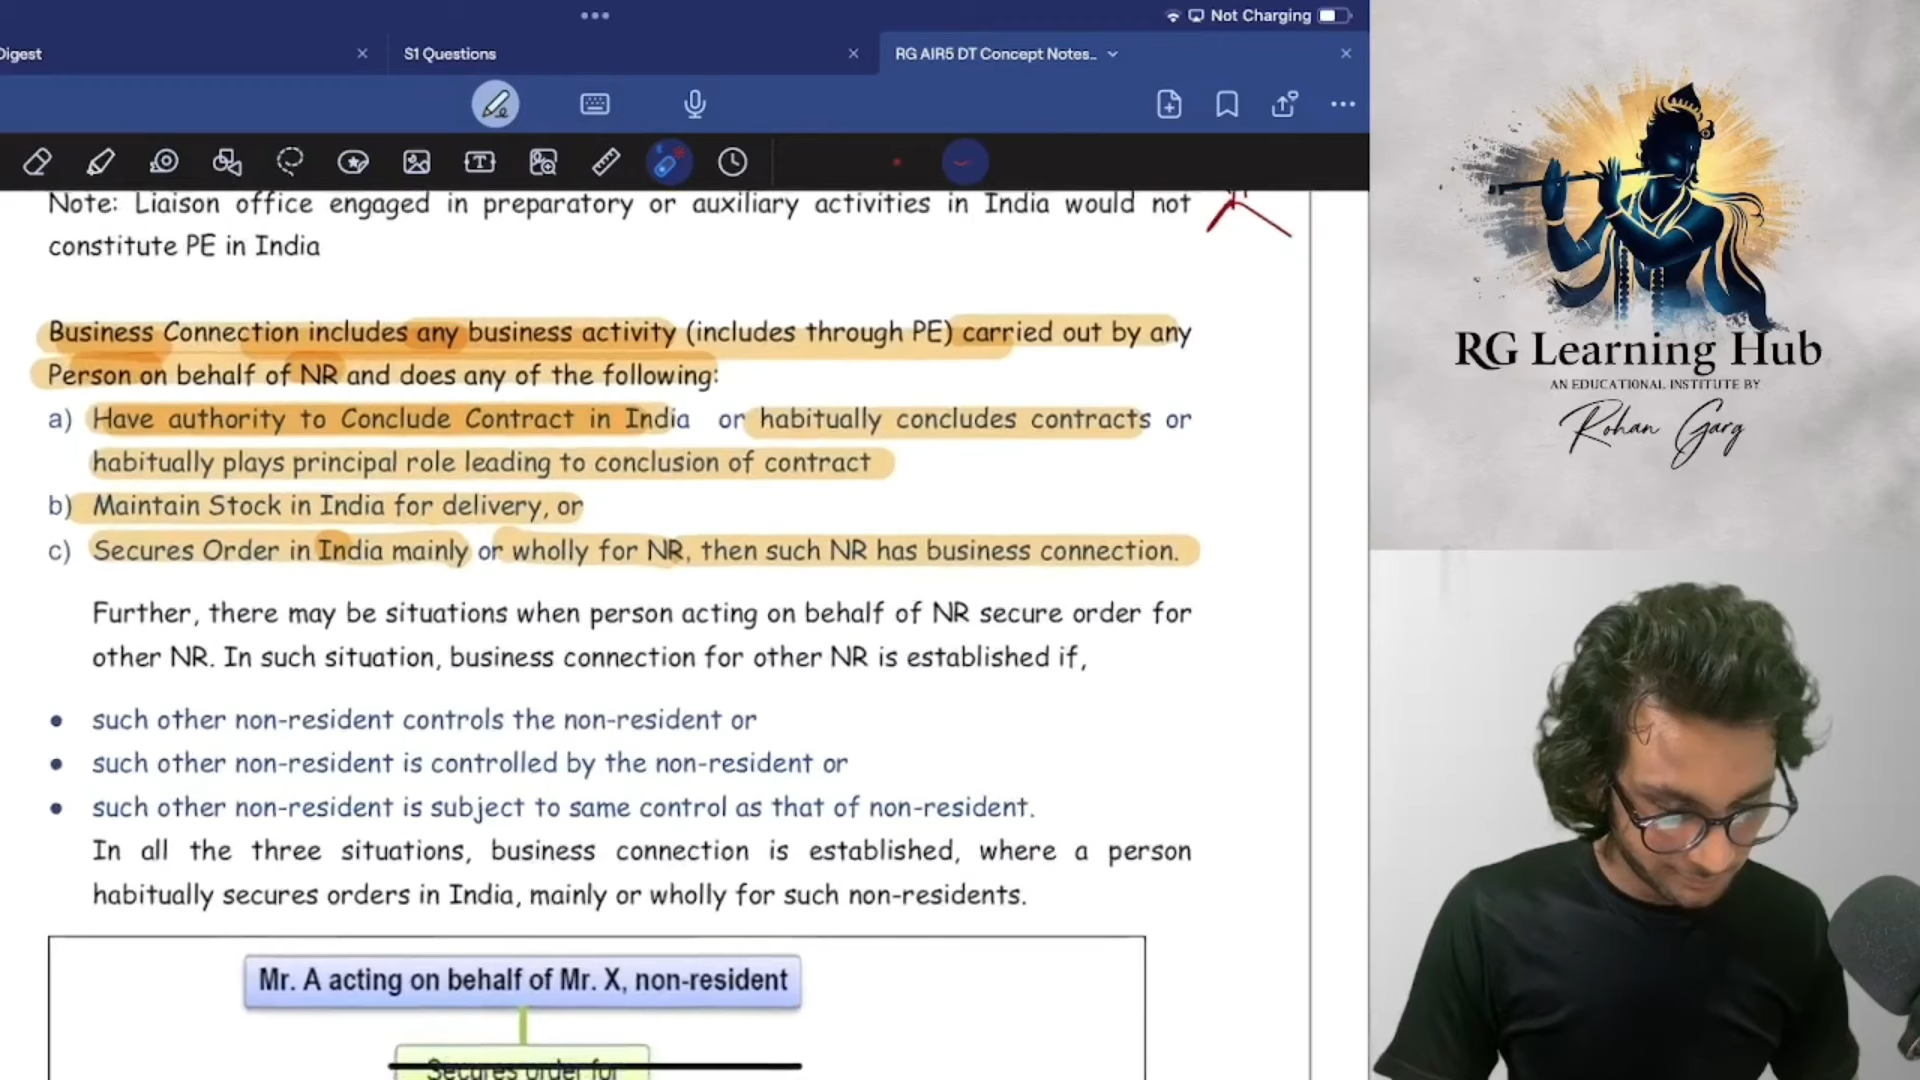 Not Charging
Digest
S1 Questions
RG AIR5 DT Concept Notes..
Note: Liaison office engaged in preparatory or auxiliary activities in India would not
constitute PE in India
Business Connection includes any business activity (includes through PE) carried out by any
Person on behalf of NR and does any of the following:
a) Have authority to Conclude Contract in India or habitually concludes contracts or
habitually plays principal role leading to conclusion of contract
b) Maintain Stock in India for delivery, or
c) Secures Order in India mainly or wholly for NR, then such NR has business connection.
Further, there may be situations when person acting on behalf of NR secure order for
other NR. In such situation, business connection for other NR is established if,
• such other non-resident controls the non-resident or
• such other non-resident is controlled by the non-resident or
• such other non-resident is subject to same control as that of non-resident.
In all the three situations, business connection is established, where a person
habitually secures orders in India, mainly or wholly for such non-residents.
Mr. A acting on behalf of Mr. X, non-resident
Secures order for
RG Learning Hub
AN EDUCATIONAL INSTITUTE BY
Rohan Garg